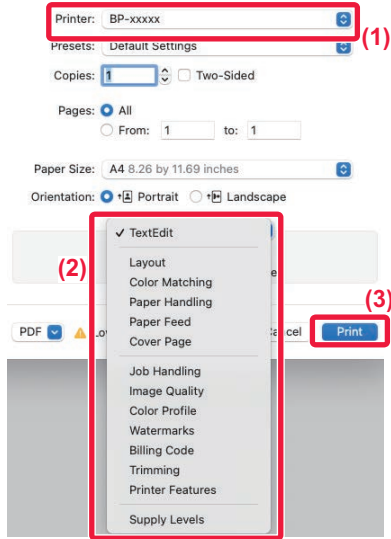 Printer: BP-xxxxx
(1)
Presets: Default Settings
Copies: 1 Two-Sided
Pages: All
From: 1 to: 1
Paper Size: A4 8.26 by 11.69 inches
Orientation: Portrait Landscape
✓ TextEdit
(2)
Layout
Color Matching
Paper Handling
Paper Feed
Cover Page
(3)
PDF Print
Job Handling
Image Quality
Color Profile
Watermarks
Billing Code
Trimming
Printer Features
Supply Levels